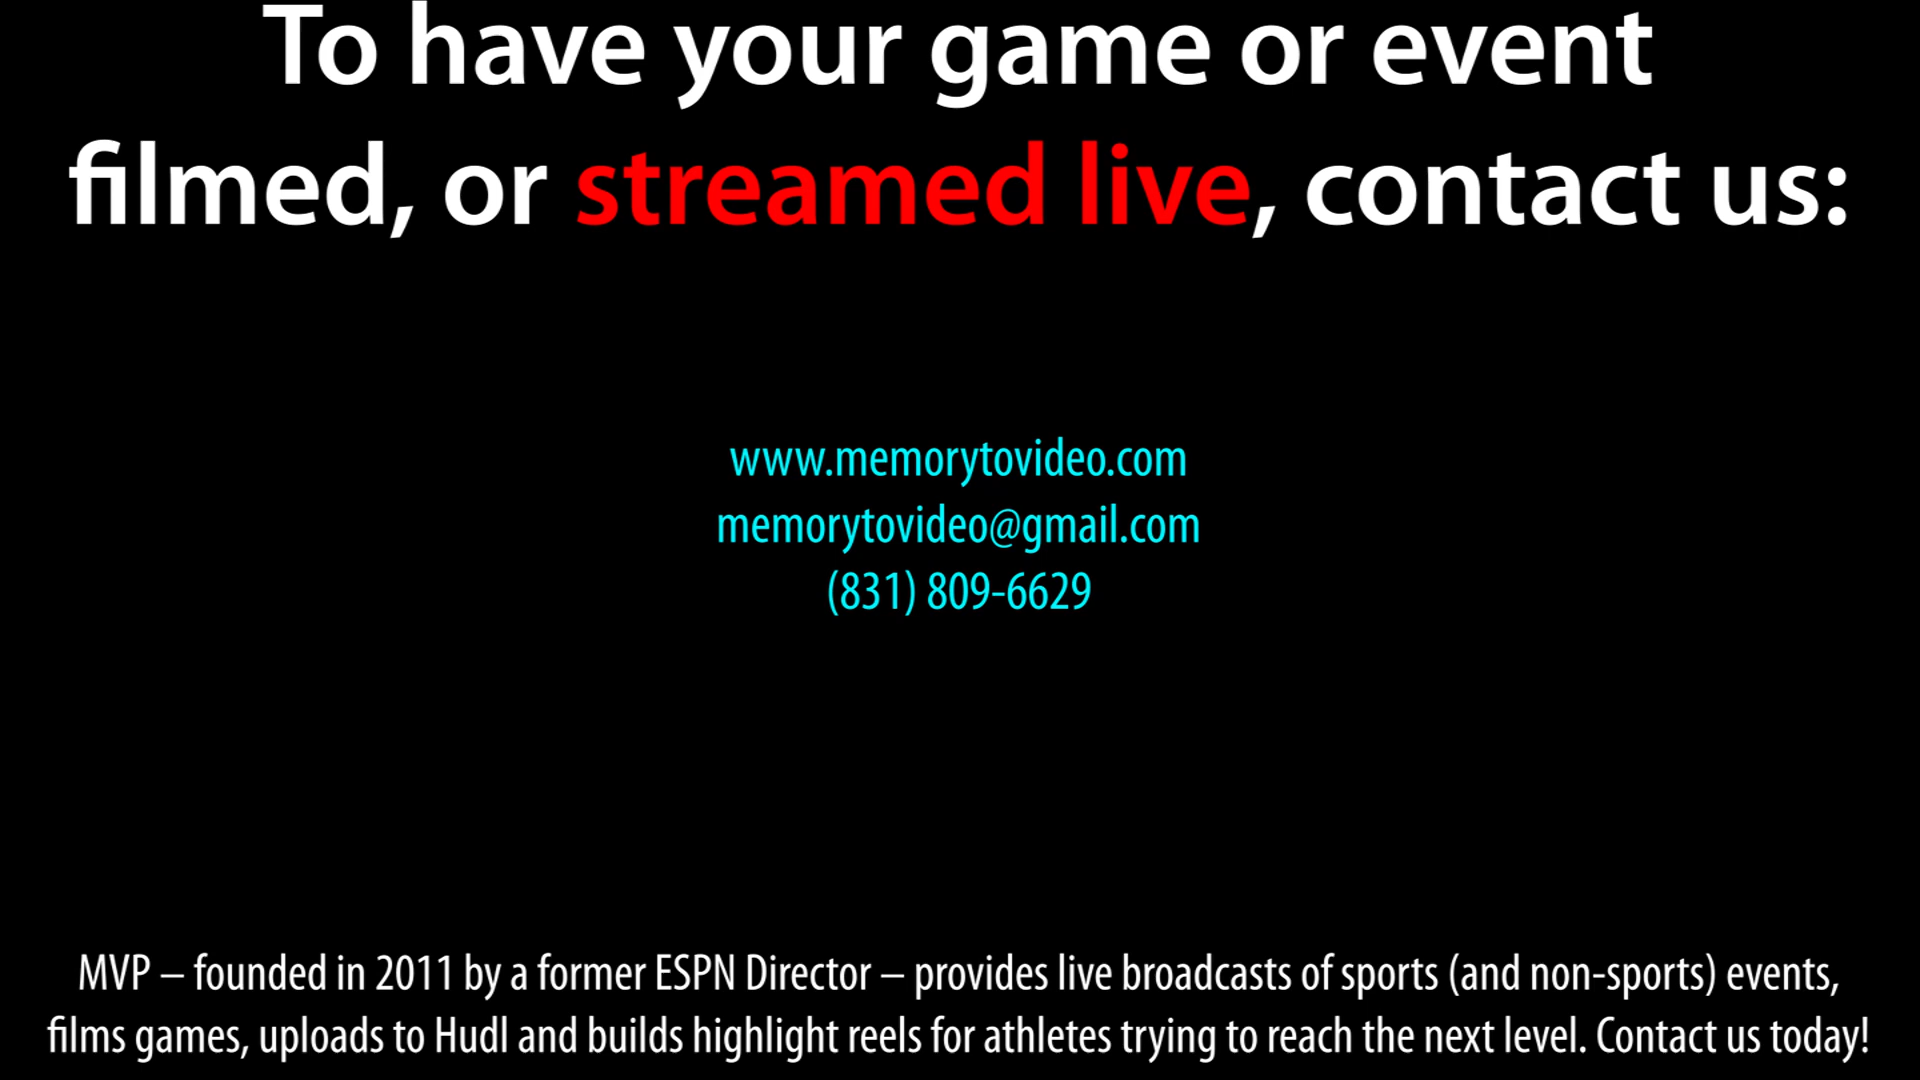 To have your game or event
filmed, or streamed live, contact us:
www.memorytovideo.com
memorytovideo@gmail.com
(831) 809-6629
MVP – founded in 2011 by a former ESPN Director – provides live broadcasts of sports (and non-sports) events,
films games, uploads to Hudl and builds highlight reels for athletes trying to reach the next level. Contact us today!